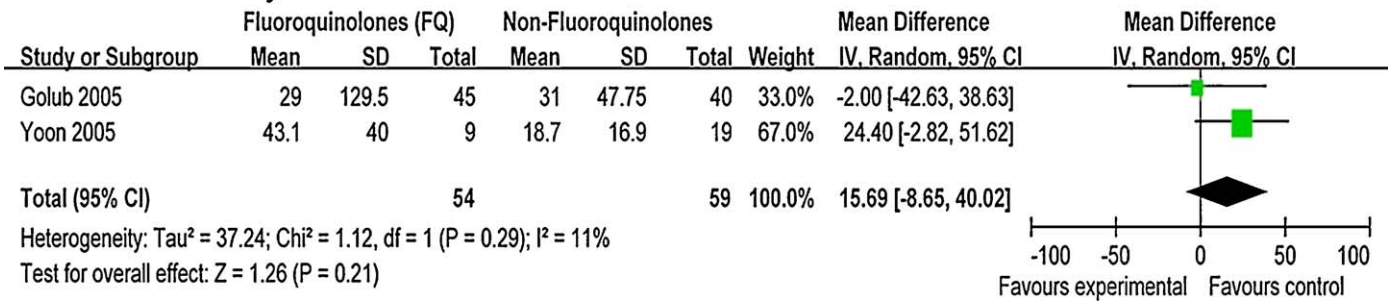 Fluoroquinolones (FQ) Non-Fluoroquinolones Mean Difference Mean Difference
Study or Subgroup Mean SD Total Mean SD Total Weight IV, Random, 95% CI IV, Random, 95% CI
Golub 2005 29 129.5 45 31 47.75 40 33.0% -2.00 [-42.63, 38.63]
Yoon 2005 43.1 40 9 18.7 16.9 19 67.0% 24.40 [-2.82, 51.62]
Total (95% CI) 54 59 100.0% 15.69 [-8.65, 40.02]
Heterogeneity: Tau² = 37.24; Chi² = 1.12, df = 1 (P = 0.29); I² = 11%
Test for overall effect: Z = 1.26 (P = 0.21)
-100 -50 0 50 100
Favours experimental Favours control